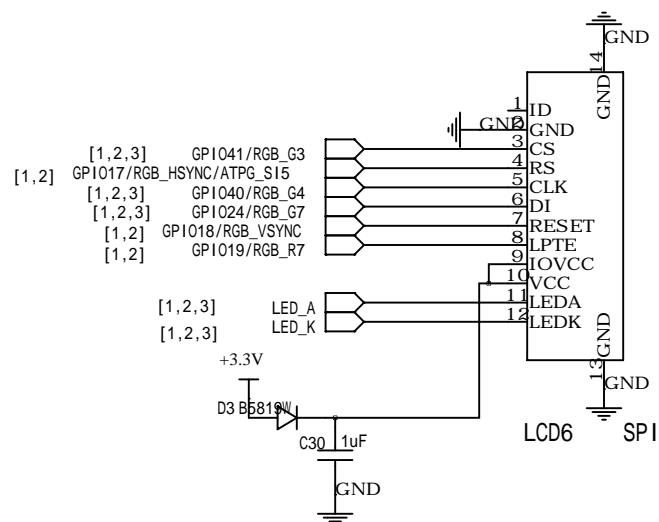 GND
14
GND
1 ID
GND 2 GND
[1,2,3] GPIO41/RGB_G3 3 CS
[1,2] GPIO17/RGB_HSYNC/ATPG_SI5 4 RS
[1,2,3] GPIO40/RGB_G4 5 CLK
[1,2,3] GPIO24/RGB_G7 6 DI
[1,2] GPIO18/RGB_VSYNC 7 RESET
[1,2] GPIO19/RGB_R7 8 LPTE
9 IOVCC
10 VCC
[1,2,3] LED_A 11 LEDA
[1,2,3] LED_K 12 LEDK
GND
13
GND
+3.3V
D3 B5819W
LCD6 SPI
C30 1uF
GND